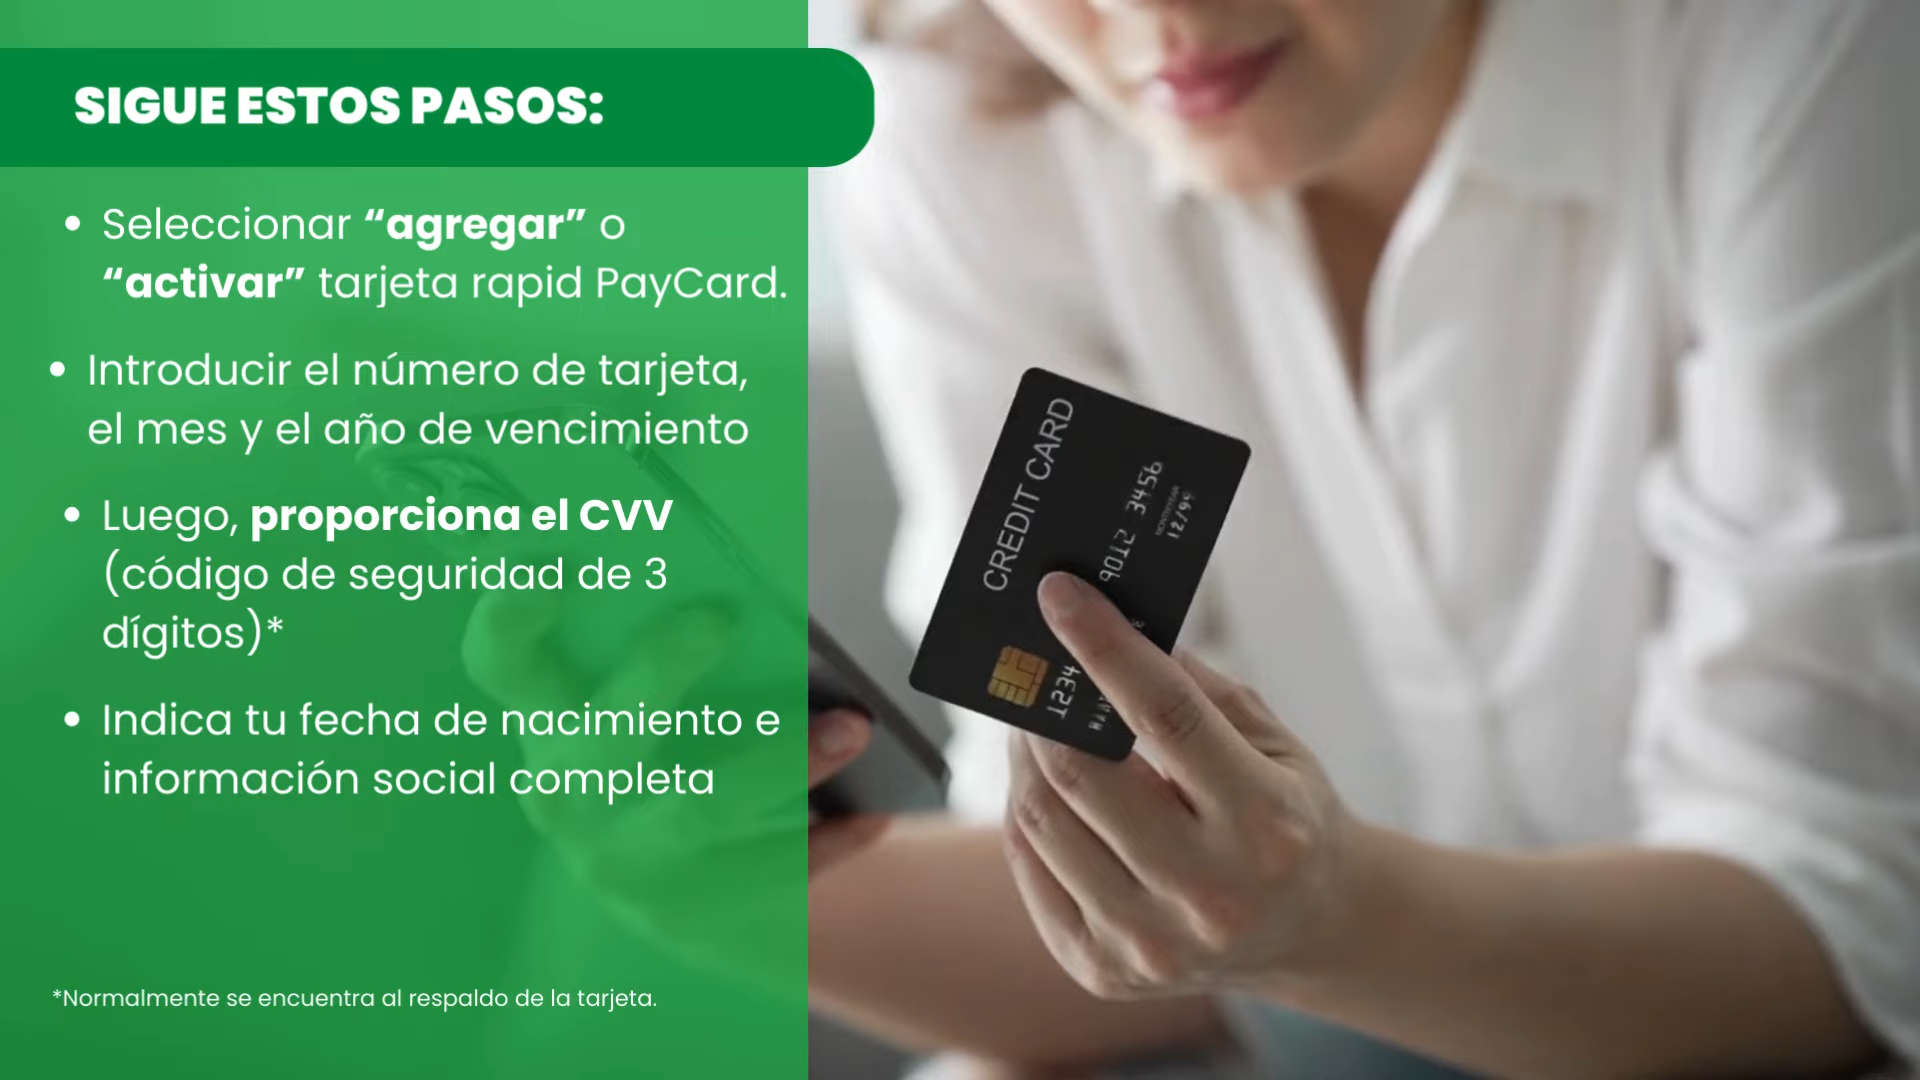 SIGUE ESTOS PASOS:
• Seleccionar “agregar” o
“activar” tarjeta rapid PayCard.
• Introducir el número de tarjeta,
el mes y el año de vencimiento
• Luego, proporciona el CVV
(código de seguridad de 3
dígitos)*
• Indica tu fecha de nacimiento e
información social completa
*Normalmente se encuentra al respaldo de la tarjeta.
CREDIT CARD
1234
9012 3456
12/99